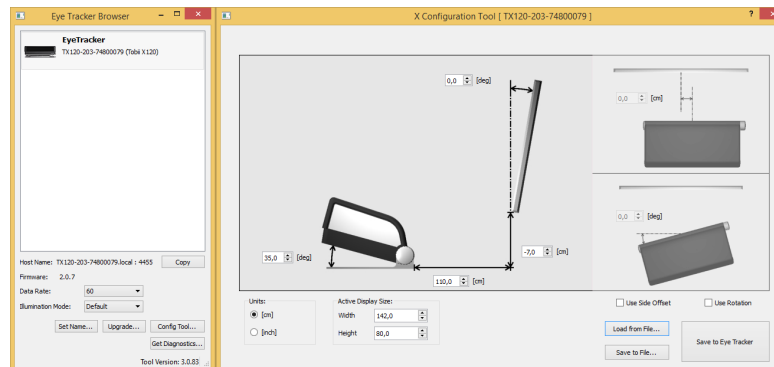 Eye Tracker Browser
EyeTracker
TX120-203-74800079 (Tobii X120)
Host Name: TX120-203-74800079.local : 4455 Copy
Firmware: 2.0.7
Data Rate: 60
Illumination Mode: Default
Set Name... Upgrade... Config Tool...
Get Diagnostics...
Tool Version: 3.0.83
X Configuration Tool [ TX120-203-74800079 ]
0,0 [deg]
35,0 [deg]
-7,0 [cm]
110,0 [cm]
0,0 [cm]
0,0 [deg]
Units:
[cm]
[inch]
Active Display Size:
Width 142,0
Height 80,0
Use Side Offset Use Rotation
Load from File...
Save to File...
Save to Eye Tracker